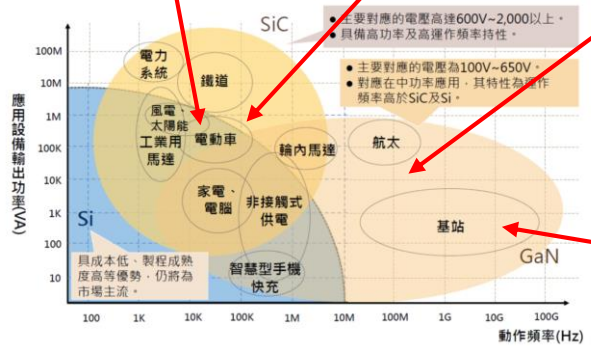 SiC
● 主要對應的電壓高達600V~2,000以上。
● 具備高功率及高運作頻率持性。
● 主要對應的電壓為100V~650V。
● 對應在中功率應用，其特性為運作
頻率高於SiC及Si。
應用設備輸出功率(VA)
100M
10M
1M
100K
10K
1K
100
10
電力
系統
鐵道
風電、
太陽能
工業用
馬達
電動車
輪內馬達
航太
家電、
電腦
非接觸式
供電
基站
智慧型手機
快充
Si
GaN
具成本低、製程成熟
度高等優勢，仍將為
市場主流。
100 1K 10K 100K 1M 10M 100M 1G 10G 100G
動作頻率(Hz)